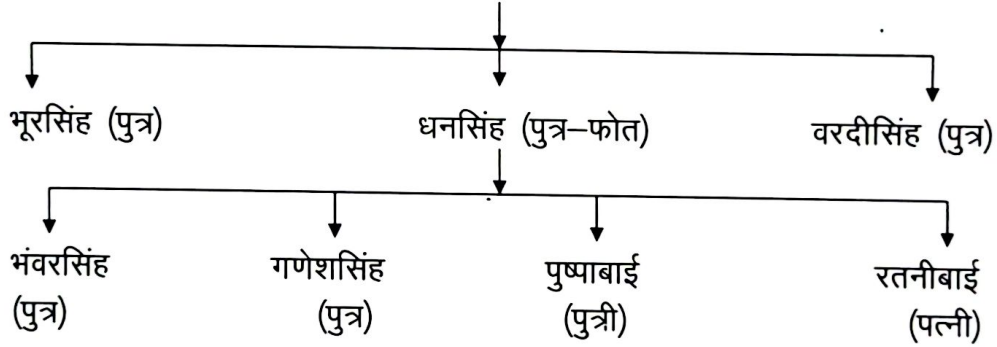 भूरसिंह (पुत्र) धनसिंह (पुत्र–फोत) वरदीसिंह (पुत्र)
भंवरसिंह गणेशसिंह पुष्पाबाई रतनीबाई
(पुत्र) (पुत्र) (पुत्री) (पत्नी)